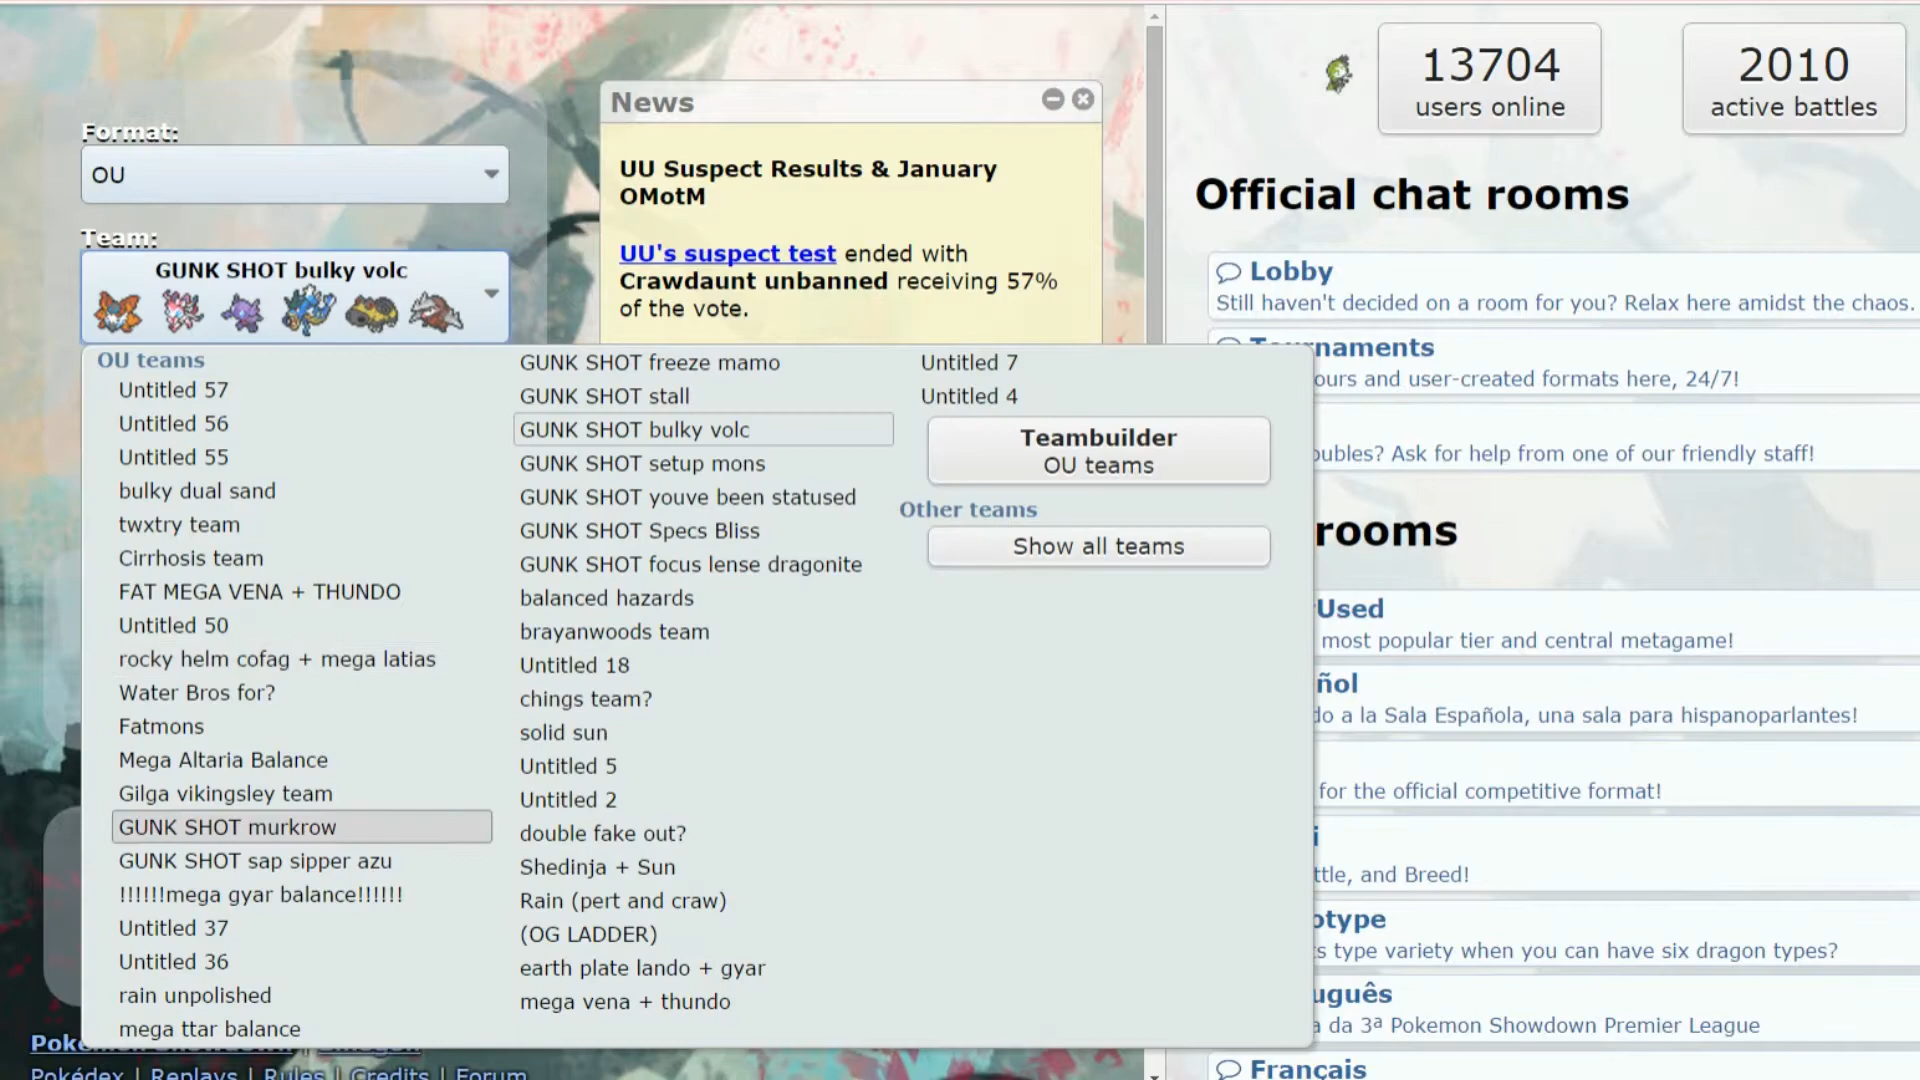 Format:
OU
Team:
GUNK SHOT bulky volc
OU teams
Untitled 57
Untitled 56
Untitled 55
bulky dual sand
twxtry team
Cirrhosis team
FAT MEGA VENA + THUNDO
Untitled 50
rocky helm cofag + mega latias
Water Bros for?
Fatmons
Mega Altaria Balance
Gilga vikingsley team
GUNK SHOT murkrow
GUNK SHOT sap sipper azu
!!!!!!mega gyar balance!!!!!!
Untitled 37
Untitled 36
rain unpolished
mega ttar balance
GUNK SHOT freeze mamo
GUNK SHOT stall
GUNK SHOT bulky volc
GUNK SHOT setup mons
GUNK SHOT youve been statused
GUNK SHOT Specs Bliss
GUNK SHOT focus lense dragonite
balanced hazards
brayanwoods team
Untitled 18
chings team?
solid sun
Untitled 5
Untitled 2
double fake out?
Shedinja + Sun
Rain (pert and craw)
(OG LADDER)
earth plate lando + gyar
mega vena + thundo
Untitled 7
Untitled 4
Teambuilder
OU teams
Other teams
Show all teams
News
UU Suspect Results & January
OMotM
UU's suspect test ended with
Crawdaunt unbanned receiving 57%
of the vote.
13704
users online
2010
active battles
Official chat rooms
Lobby
Still haven't decided on a room for you? Relax here amidst the chaos.
Tournaments
ours and user-created formats here, 24/7!
oubles? Ask for help from one of our friendly staff!
rooms
Used
most popular tier and central metagame!
ñol
do a la Sala Española, una sala para hispanoparlantes!
for the official competitive format!
ttle, and Breed!
otype
s type variety when you can have six dragon types?
uguês
a da 3ª Pokemon Showdown Premier League
Français
Pokédex | Replays | Rules | Credits | Forum